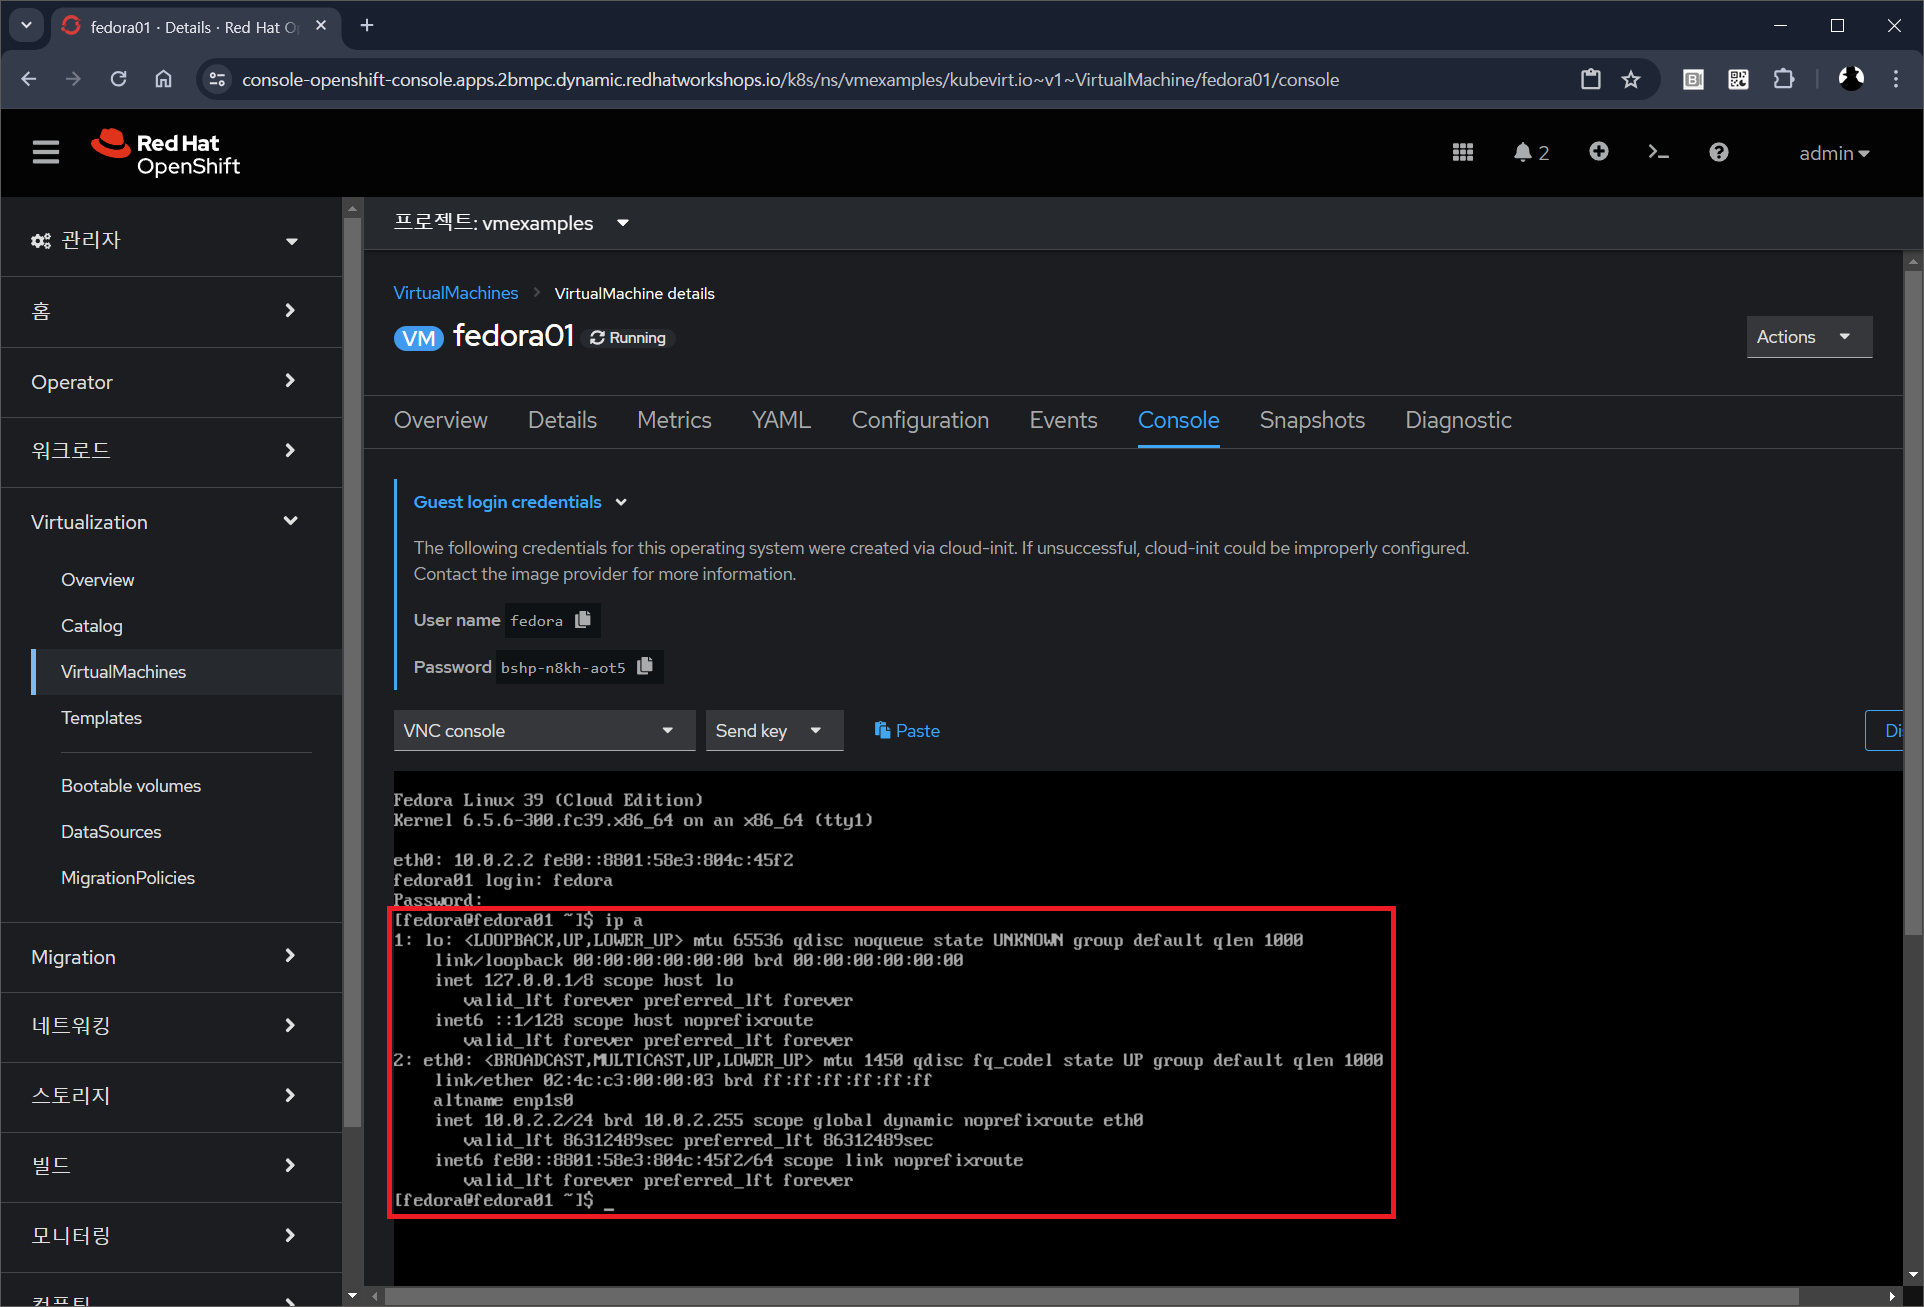 fedora01 · Details · Red Hat O
console-openshift-console.apps.2bmpc.dynamic.redhatworkshops.io/k8s/ns/vmexamples/kubevirt.io~v1~VirtualMachine/fedora01/console
Red Hat
OpenShift
2
admin
관리자
홈
Operator
워크로드
Virtualization
Overview
Catalog
VirtualMachines
Templates
Bootable volumes
DataSources
MigrationPolicies
Migration
네트워킹
스토리지
빌드
모니터링
프로젝트: vmexamples
VirtualMachines > VirtualMachine details
VM fedora01 Running
Actions
Overview Details Metrics YAML Configuration Events Console Snapshots Diagnostic
Guest login credentials
The following credentials for this operating system were created via cloud-init. If unsuccessful, cloud-init could be improperly configured.
Contact the image provider for more information.
User name fedora
Password bshp-n8kh-aot5
VNC console Send key Paste
Fedora Linux 39 (Cloud Edition)
Kernel 6.5.6-300.fc39.x86_64 on an x86_64 (tty1)
eth0: 10.0.2.2 fe80::8801:58e3:804c:45f2
fedora01 login: fedora
Password:
[fedora@fedora01 ~]$ ip a
1: lo: <LOOPBACK,UP,LOWER_UP> mtu 65536 qdisc noqueue state UNKNOWN group default qlen 1000
link/loopback 00:00:00:00:00:00 brd 00:00:00:00:00:00
inet 127.0.0.1/8 scope host lo
valid_lft forever preferred_lft forever
inet6 ::1/128 scope host noprefixroute
valid_lft forever preferred_lft forever
2: eth0: <BROADCAST,MULTICAST,UP,LOWER_UP> mtu 1450 qdisc fq_codel state UP group default qlen 1000
link/ether 02:4c:c3:00:00:03 brd ff:ff:ff:ff:ff:ff
altname enp1s0
inet 10.0.2.2/24 brd 10.0.2.255 scope global dynamic noprefixroute eth0
valid_lft 86312489sec preferred_lft 86312489sec
inet6 fe80::8801:58e3:804c:45f2/64 scope link noprefixroute
valid_lft forever preferred_lft forever
[fedora@fedora01 ~]$ _